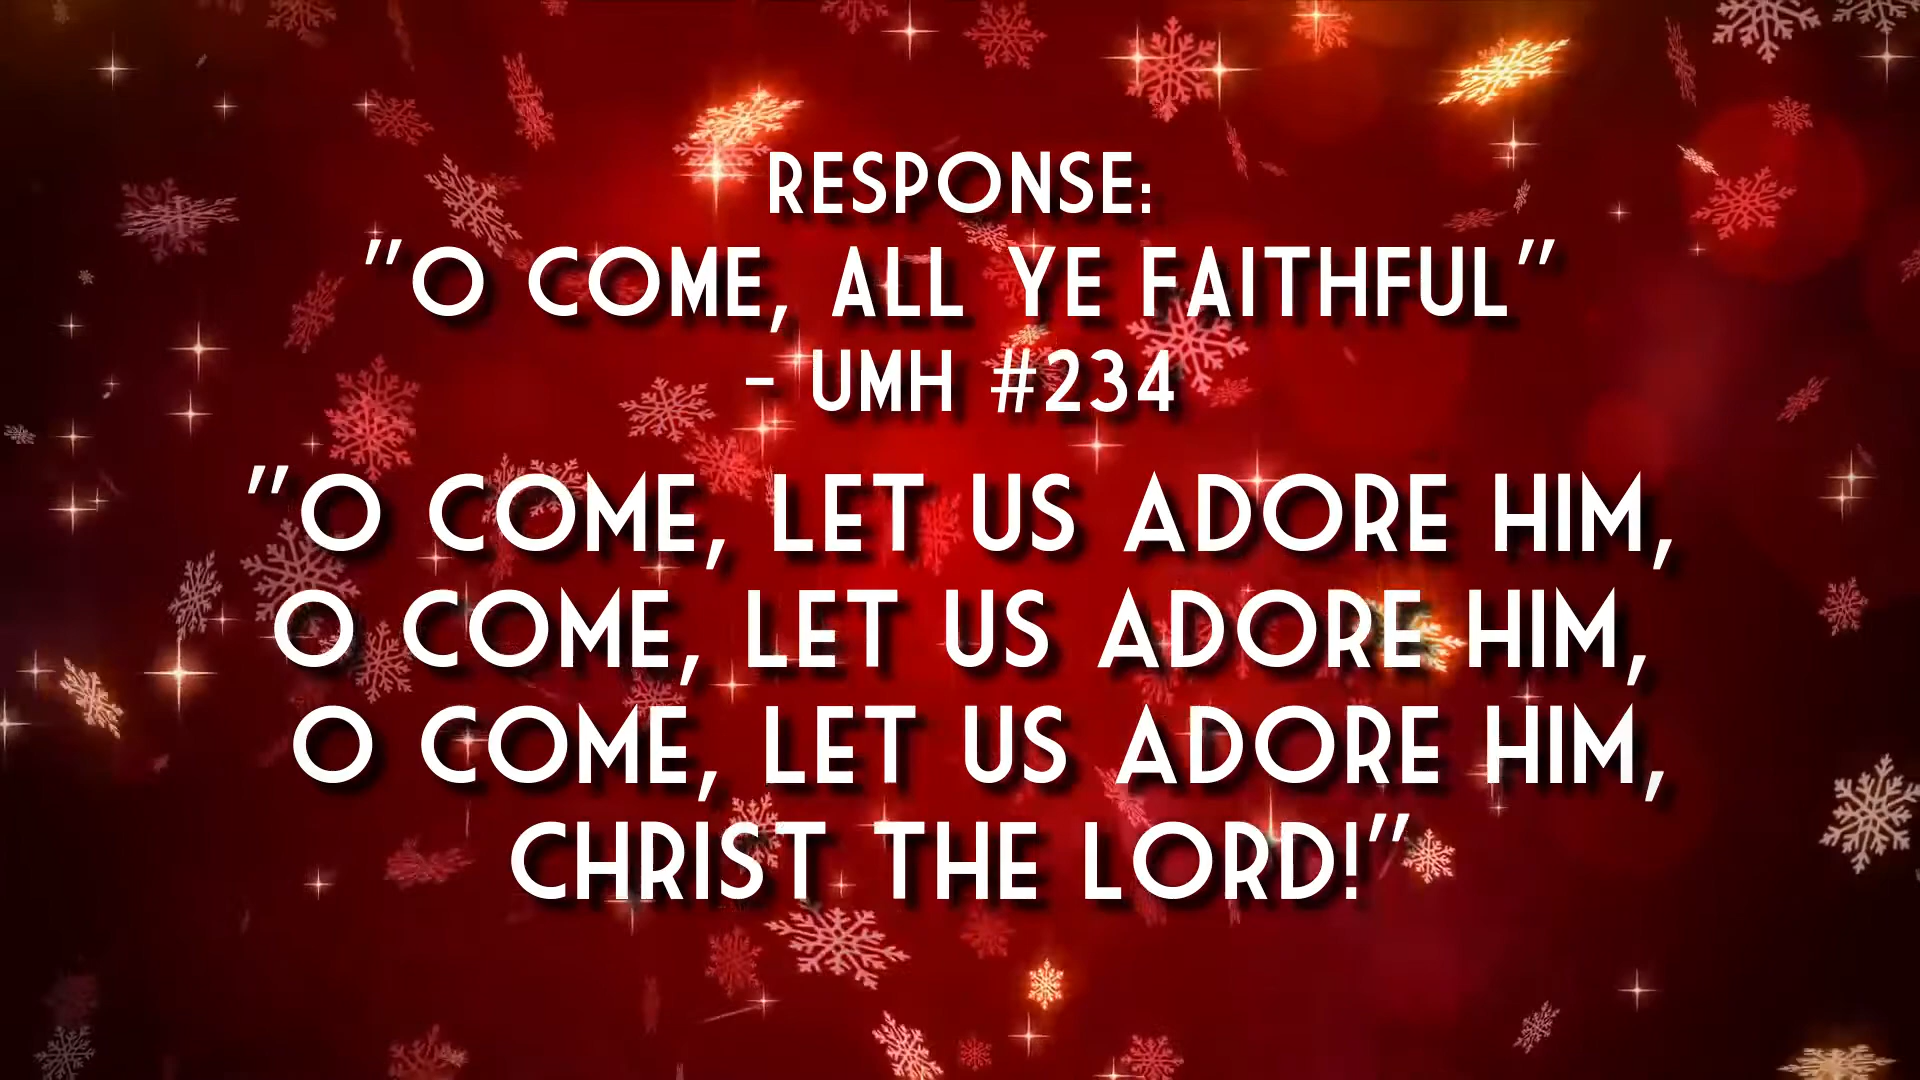 RESPONSE:
"O COME, ALL YE FAITHFUL"
- UMH #234
"O COME, LET US ADORE HIM,
O COME, LET US ADORE HIM,
O COME, LET US ADORE HIM,
CHRIST THE LORD!"